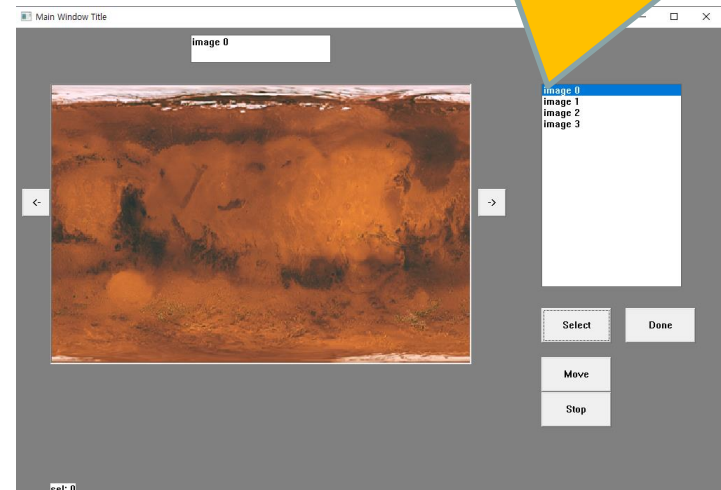 Main Window Title
image 0
image 0
image 1
image 2
image 3
<-
->
Select
Done
Move
Stop
sel: 0